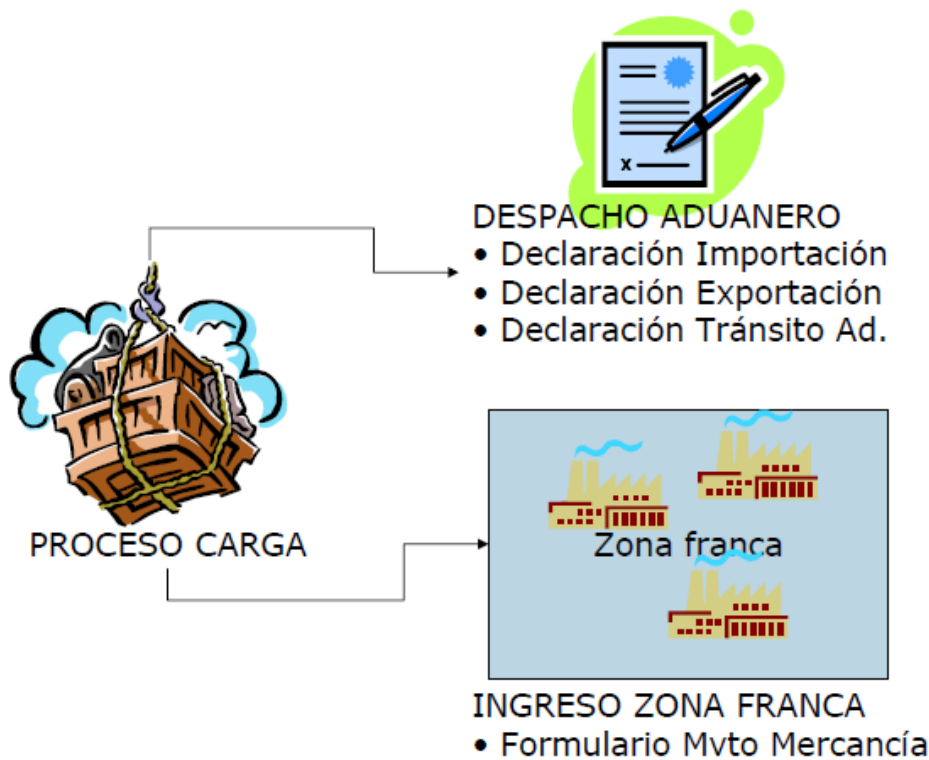 DESPACHO ADUANERO
• Declaración Importación
• Declaración Exportación
• Declaración Tránsito Ad.
PROCESO CARGA
Zona franca
INGRESO ZONA FRANCA
• Formulario Mvto Mercancía
x